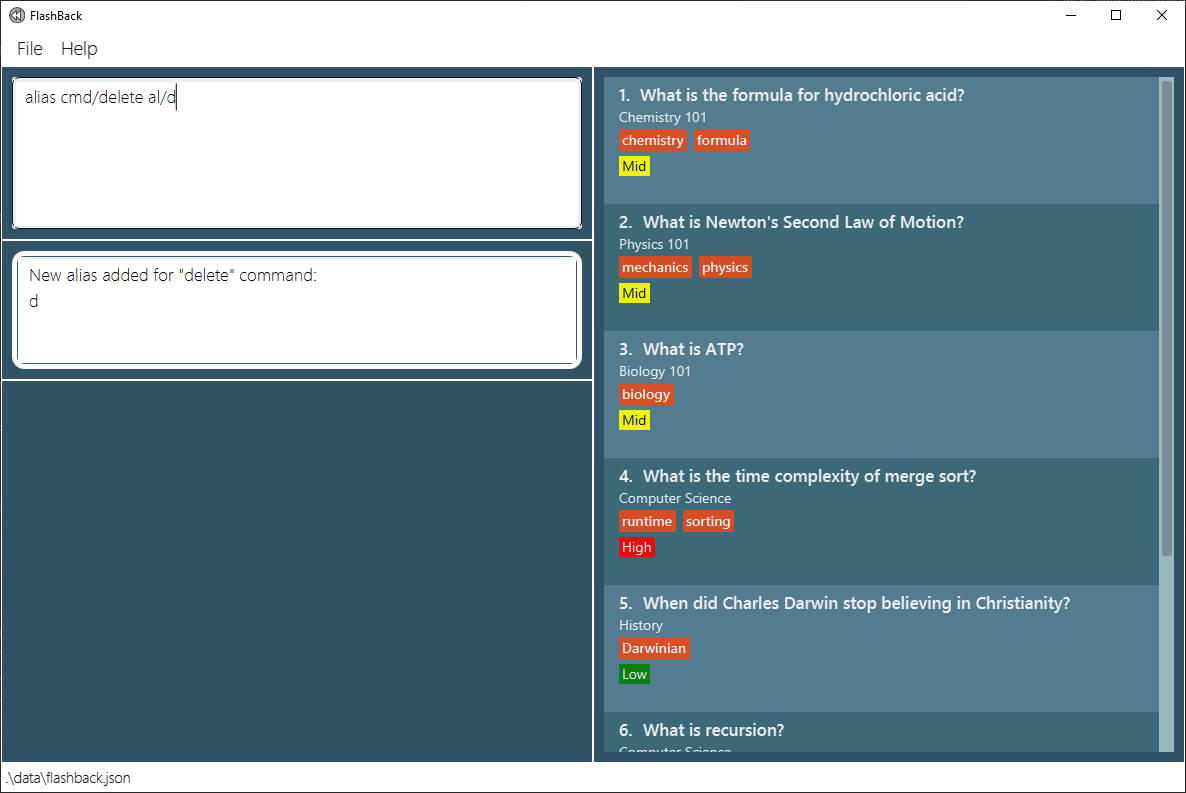 FlashBack
File Help
alias cmd/delete al/d
New alias added for "delete" command:
d
1. What is the formula for hydrochloric acid?
Chemistry 101
chemistry formula
Mid
2. What is Newton's Second Law of Motion?
Physics 101
mechanics physics
Mid
3. What is ATP?
Biology 101
biology
Mid
4. What is the time complexity of merge sort?
Computer Science
runtime sorting
High
5. When did Charles Darwin stop believing in Christianity?
History
Darwinian
Low
6. What is recursion?
Computer Science
.\data\flashback.json